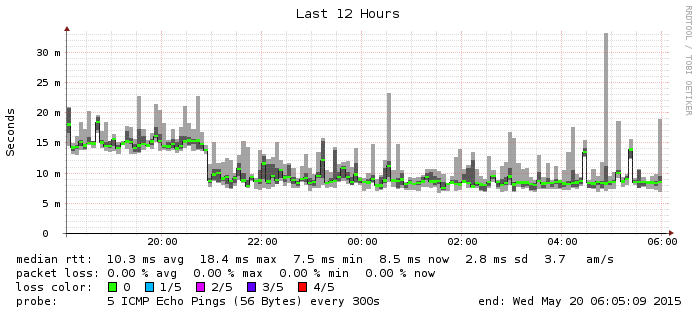 Last 12 Hours
RRDTOOL / TOBI OETIKER
Seconds
30 m
25 m
20 m
15 m
10 m
5 m
0
20:00 22:00 00:00 02:00 04:00 06:00
median rtt: 10.3 ms avg 18.4 ms max 7.5 ms min 8.5 ms now 2.8 ms sd 3.7 am/s
packet loss: 0.00 % avg 0.00 % max 0.00 % min 0.00 % now
loss color: 0 1/5 2/5 3/5 4/5
probe: 5 ICMP Echo Pings (56 Bytes) every 300s end: Wed May 20 06:05:09 2015